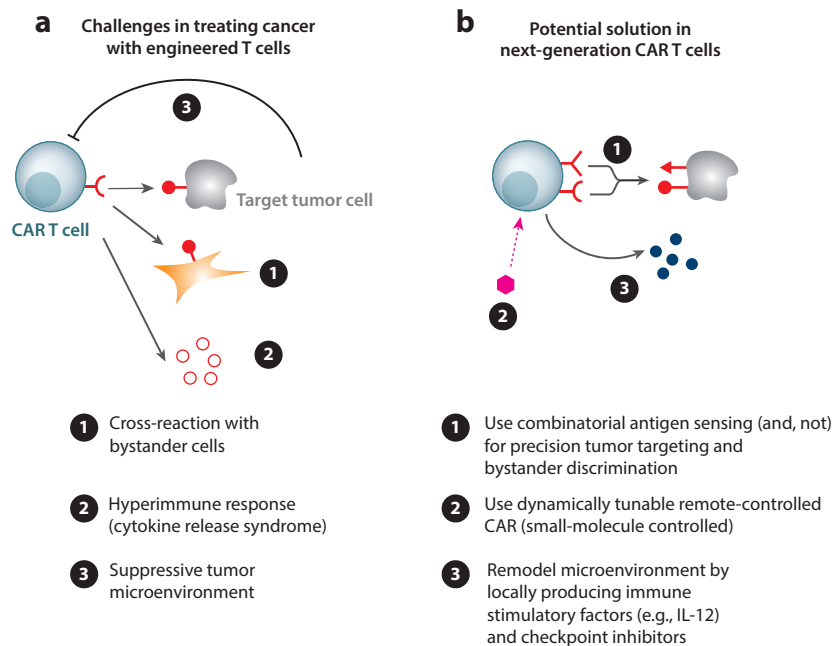 a
Challenges in treating cancer
with engineered T cells
3
Target tumor cell
CAR T cell
1
2
1 Cross-reaction with
bystander cells
2 Hyperimmune response
(cytokine release syndrome)
3 Suppressive tumor
microenvironment
b
Potential solution in
next-generation CAR T cells
1
2
3
1 Use combinatorial antigen sensing (and, not)
for precision tumor targeting and
bystander discrimination
2 Use dynamically tunable remote-controlled
CAR (small-molecule controlled)
3 Remodel microenvironment by
locally producing immune
stimulatory factors (e.g., IL-12)
and checkpoint inhibitors